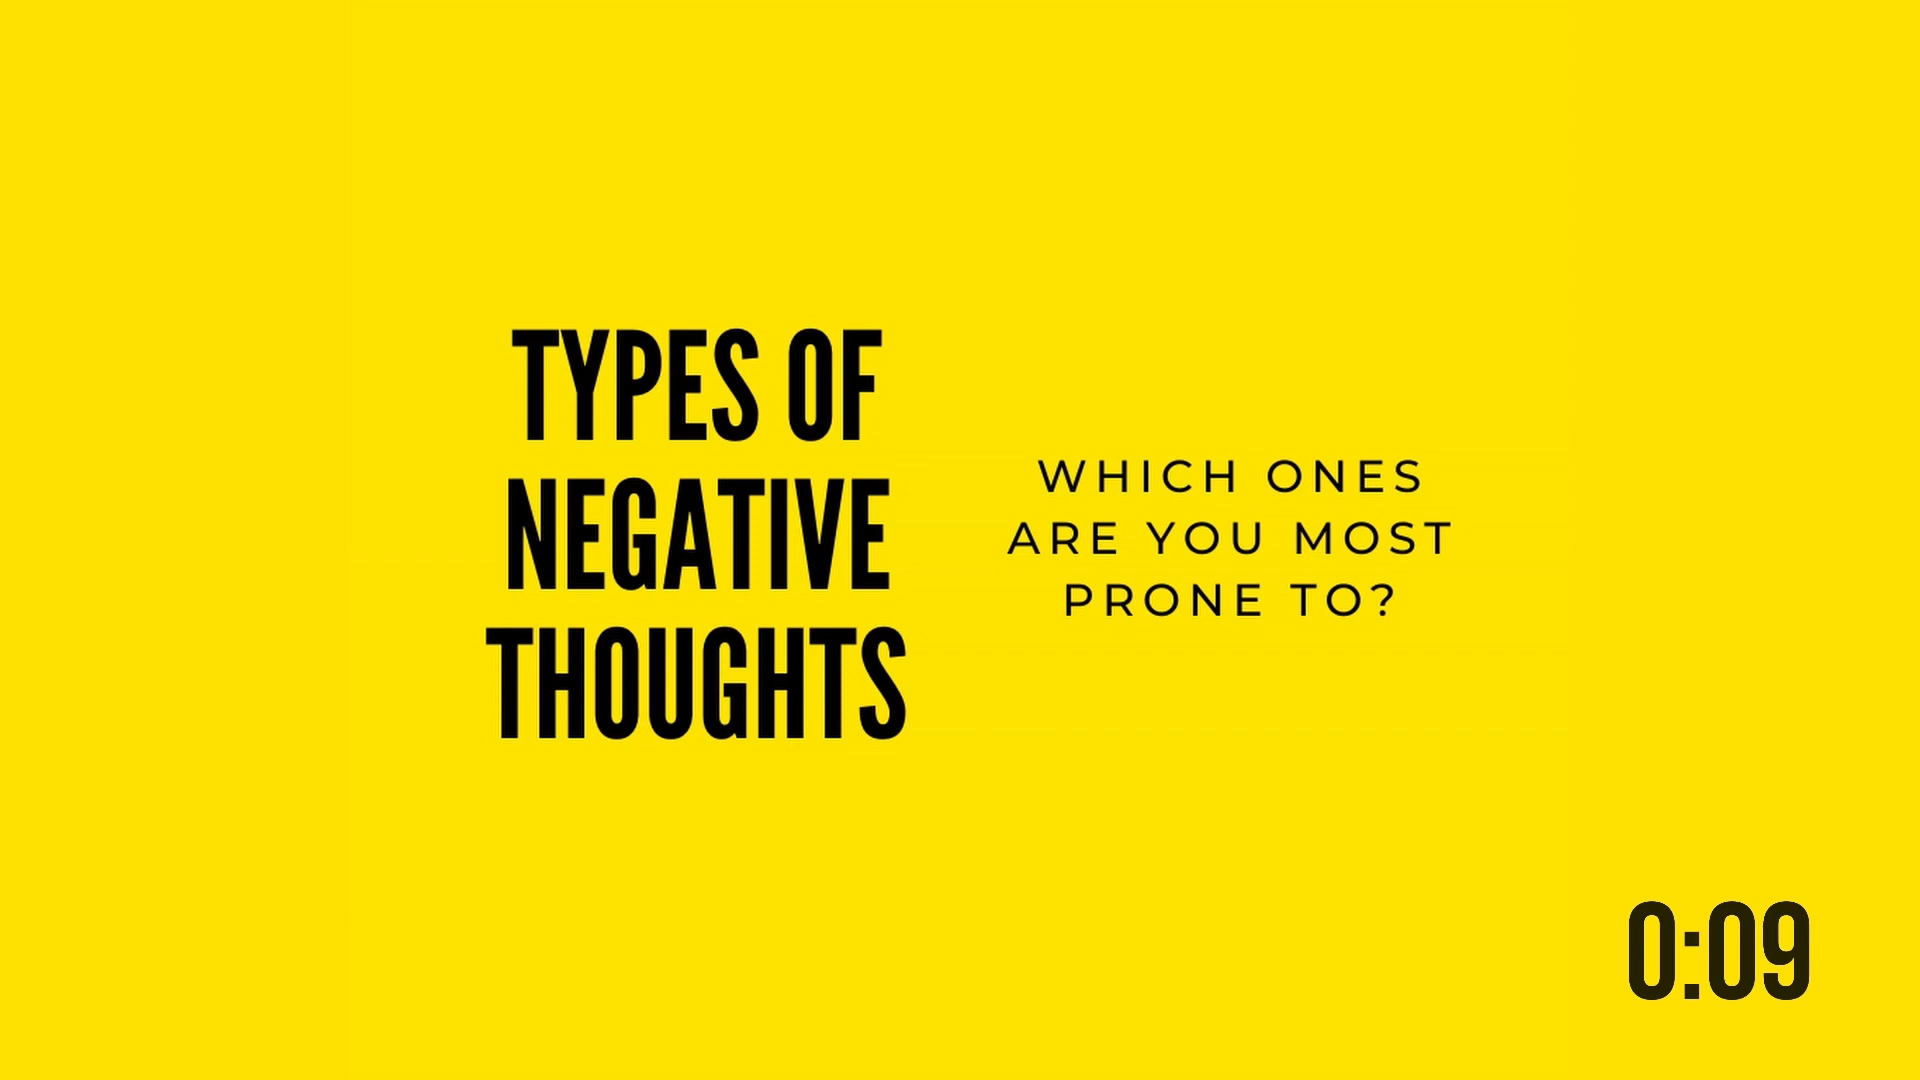 TYPES OF
NEGATIVE
THOUGHTS
WHICH ONES
ARE YOU MOST
PRONE TO?
0:09